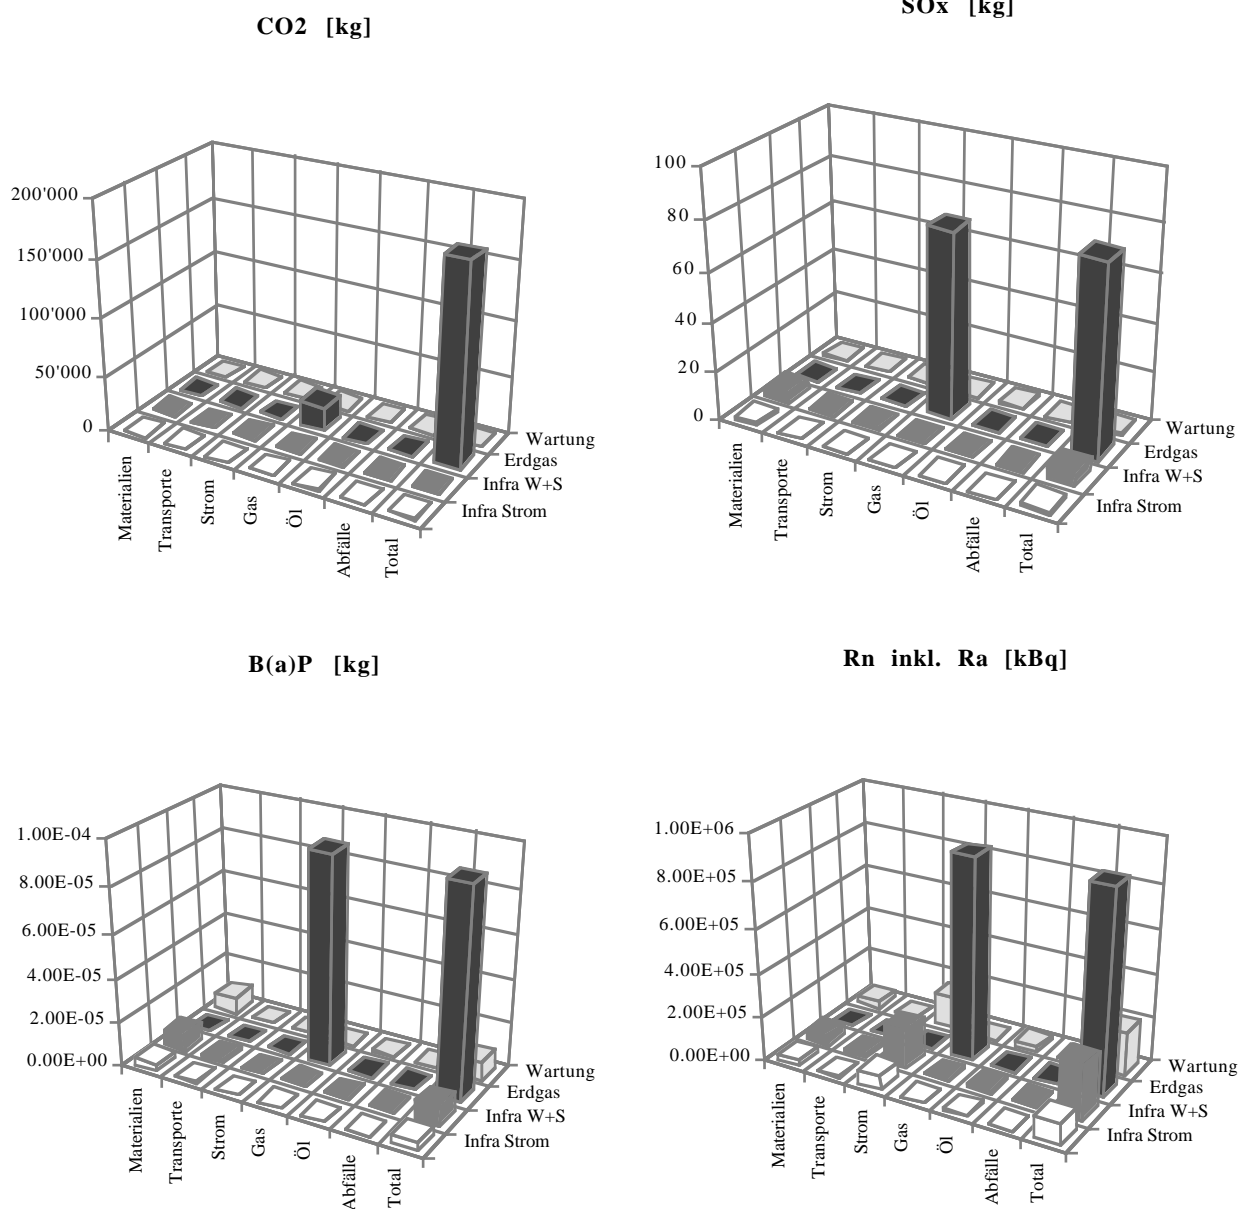 CO2 [kg]
200'000
150'000
100'000
50'000
0
Materialien
Transporte
Strom
Gas
Öl
Abfälle
Total
Wartung
Erdgas
Infra W+S
Infra Strom
SOx [kg]
100
80
60
40
20
0
Materialien
Transporte
Strom
Gas
Öl
Abfälle
Total
Wartung
Erdgas
Infra W+S
Infra Strom
B(a)P [kg]
1.00E-04
8.00E-05
6.00E-05
4.00E-05
2.00E-05
0.00E+00
Materialien
Transporte
Strom
Gas
Öl
Abfälle
Total
Wartung
Erdgas
Infra W+S
Infra Strom
Rn inkl. Ra [kBq]
1.00E+06
8.00E+05
6.00E+05
4.00E+05
2.00E+05
0.00E+00
Materialien
Transporte
Strom
Gas
Öl
Abfälle
Total
Wartung
Erdgas
Infra W+S
Infra Strom